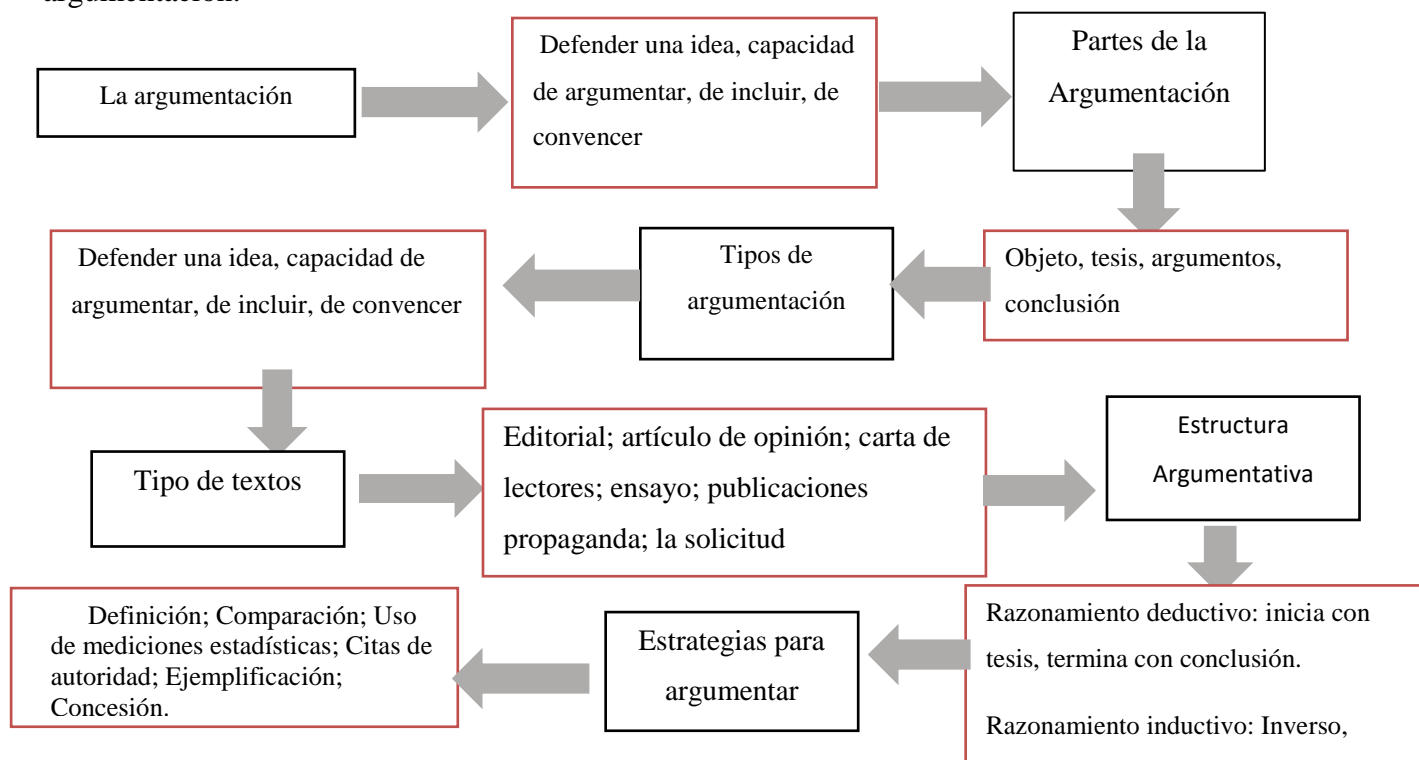 argumentación.
La argumentación
Defender una idea, capacidad
de argumentar, de incluir, de
convencer
Partes de la
Argumentación
Objeto, tesis, argumentos,
conclusión
Tipos de
argumentación
Defender una idea, capacidad de
argumentar, de incluir, de convencer
Tipo de textos
Editorial; artículo de opinión; carta de
lectores; ensayo; publicaciones
propaganda; la solicitud
Estructura
Argumentativa
Razonamiento deductivo: inicia con
tesis, termina con conclusión.
Razonamiento inductivo: Inverso,
Estrategias para
argumentar
Definición; Comparación; Uso
de mediciones estadísticas; Citas de
autoridad; Ejemplificación;
Concesión.